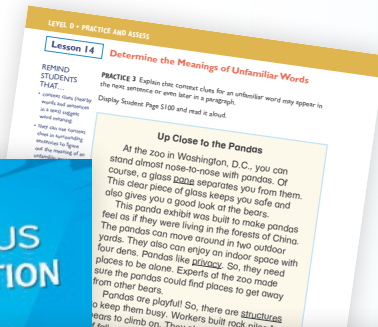 LEVEL D • PRACTICE AND ASSESS
Lesson 14
Determine the Meanings of Unfamiliar Words
REMIND
STUDENTS
THAT…
• context clues (nearby
words and sentences
in a text) suggest
word meaning
• they can use context
clues in surrounding
sentences to figure
out the meaning of an
unfamiliar
PRACTICE 3 Explain that context clues for an unfamiliar word may appear in
the next sentence or even later in a paragraph.
Display Student Page S100 and read it aloud.
Up Close to the Pandas
At the zoo in Washington, D.C., you can
stand almost nose-to-nose with pandas. Of
course, a glass pane separates you from them.
This clear piece of glass keeps you safe and
also gives you a good look at the bears.
This panda exhibit was built to make pandas
feel as if they were living in the forests of China.
The pandas can move around in two outdoor
yards. They also can enjoy an indoor space with
four dens. Pandas like privacy. So, they need
places to be alone. Experts at the zoo made
sure the pandas could find places to get away
from other bears.
Pandas are playful! So, there are structures
to keep them busy. Workers built rock
bears to climb on.
US
TION